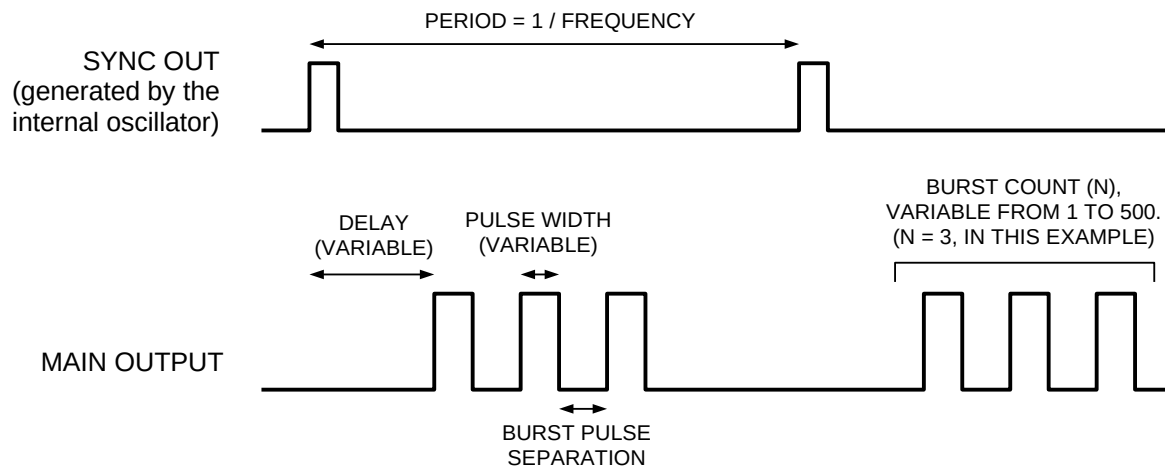 PERIOD = 1 / FREQUENCY
SYNC OUT
(generated by the
internal oscillator)
DELAY
(VARIABLE)
PULSE WIDTH
(VARIABLE)
BURST COUNT (N),
VARIABLE FROM 1 TO 500.
(N = 3, IN THIS EXAMPLE)
MAIN OUTPUT
BURST PULSE
SEPARATION